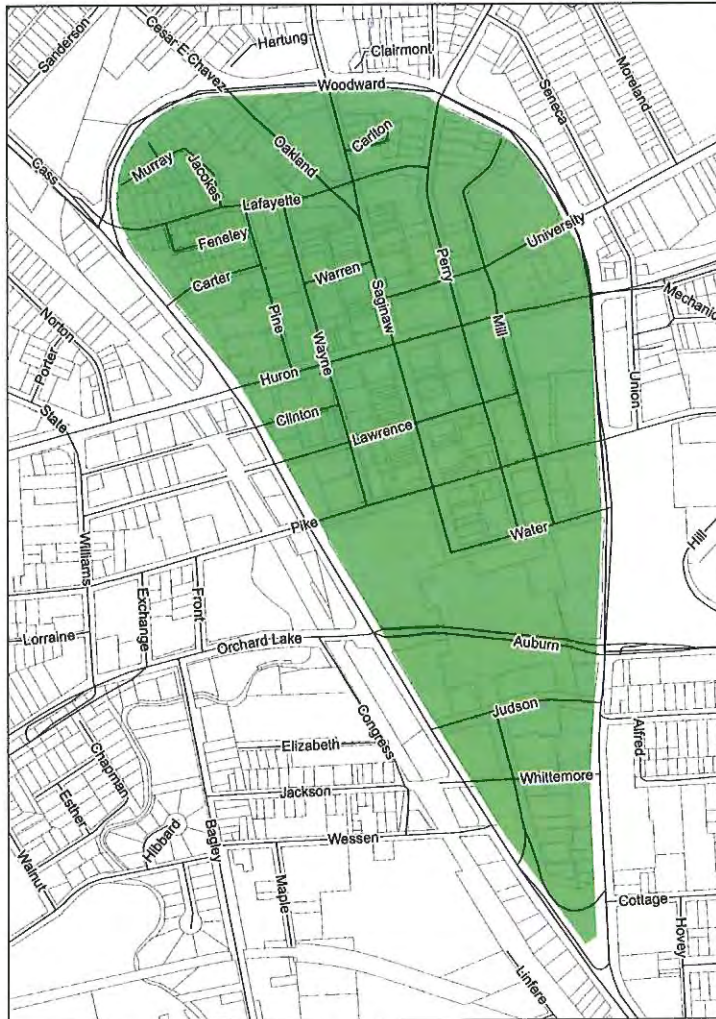 Sanderson
Cesar E Chavez
Hartung
Clairmont
Woodward
Seneca
Moreland
Cass
Murray
Jacokes
Oakland
Carlton
Lafayette
Feneley
University
Carter
Warren
Perry
Saginaw
Mechanic
Norton
Pine
Wayne
Mill
Porter
Huron
Union
State
Clinton
Lawrence
Pike
Water
Williams
Hill
Exchange
Front
Lorraine
Orchard Lake
Auburn
Judson
Congress
Alfred
Elizabeth
Chapman
Whittemore
Jackson
Esther
Hibbard
Bagley
Wessen
Walnut
Maple
Cottage
Hovey
Linfere